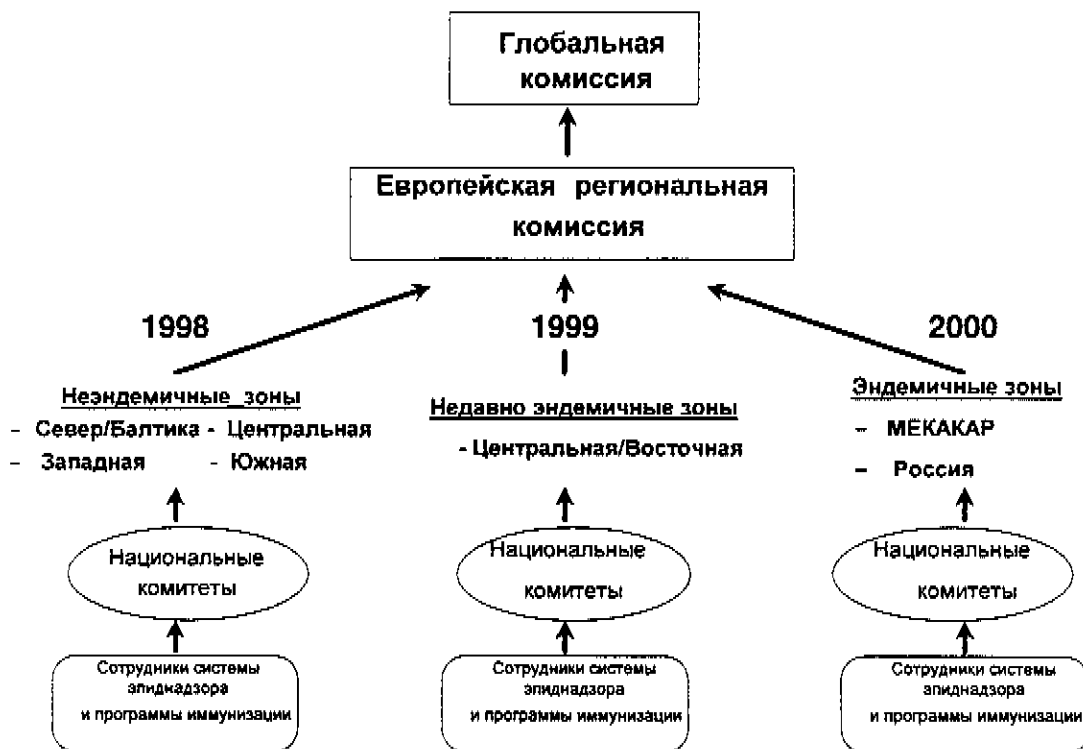 Глобальная
комиссия
Европейская региональная
комиссия
1998
1999
2000
Неэндемичные_зоны
– Север/Балтика - Центральная
– Западная - Южная
Недавно эндемичные зоны
- Центральная/Восточная
Эндемичные зоны
– МЕКАКАР
– Россия
Национальные
комитеты
Национальные
комитеты
Национальные
комитеты
Сотрудники системы
эпиднадзора
и программы иммунизации
Сотрудники системы
эпиднадзора
и программы иммунизации
Сотрудники системы
эпиднадзора
и программы иммунизации